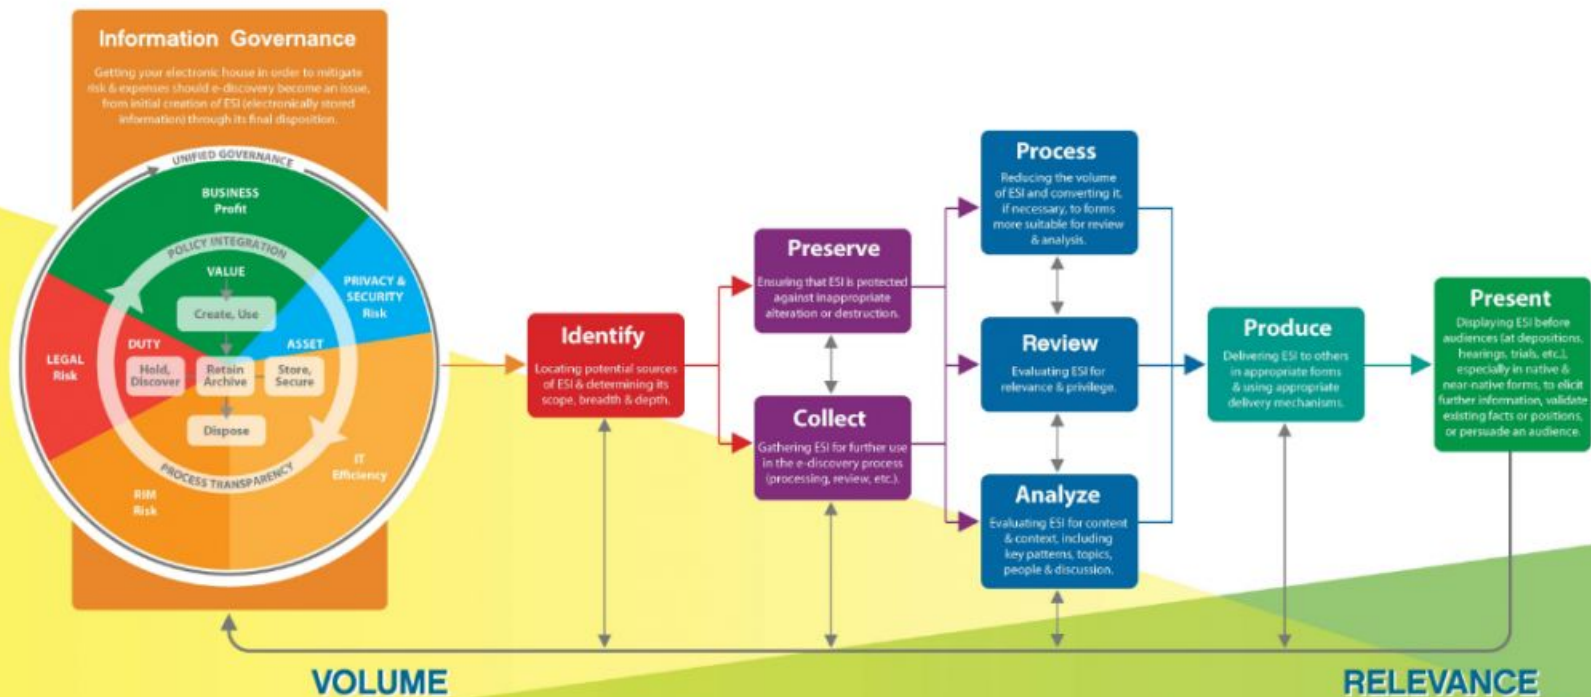 Information Governance
Getting your electronic house in order to mitigate
risk & expenses should e-discovery become an issue,
from initial creation of ESI (electronically stored
information) through its final disposition.
UNIFIED GOVERNANCE
BUSINESS
Profit
POLICY INTEGRATION
VALUE
Create, Use
PRIVACY &
SECURITY
Risk
LEGAL
Risk
DUTY
ASSET
Hold,
Discover
Retain
Archive
Store,
Secure
Dispose
PROCESS TRANSPARENCY
IT
Efficiency
RIM
Risk
Identify
Locating potential sources
of ESI & determining its
scope, breadth & depth.
Preserve
Ensuring that ESI is protected
against inappropriate
alteration or destruction.
Collect
Gathering ESI for further use
in the e-discovery process
(processing, review, etc.).
Process
Reducing the volume
of ESI and converting it,
if necessary, to forms
more suitable for review
& analysis.
Review
Evaluating ESI for
relevance & privilege.
Analyze
Evaluating ESI for content
& context, including
key patterns, topics,
people & discussion.
Produce
Delivering ESI to others
in appropriate forms
& using appropriate
delivery mechanisms.
Present
Displaying ESI before
audiences (at depositions,
hearings, trials, etc.),
especially in native &
near-native forms, to elicit
further information, validate
existing facts or positions,
or persuade an audience.
VOLUME
RELEVANCE